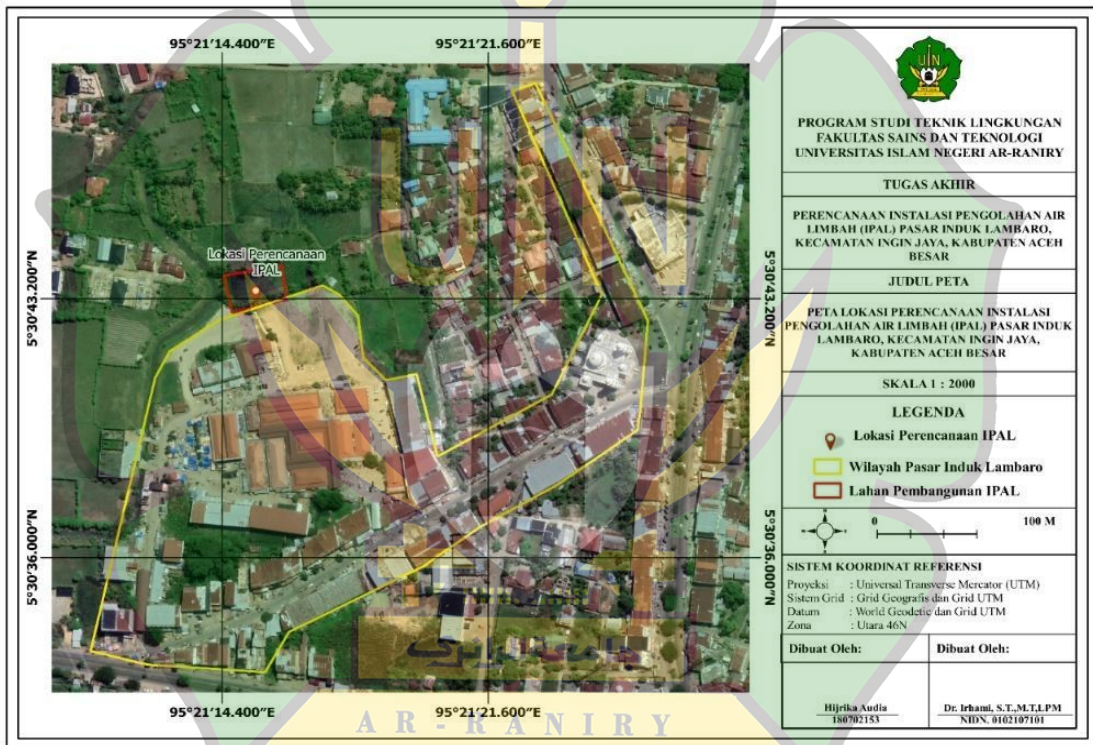 95°21'14.400"E
95°21'21.600"E
5°30'43.200"N
5°30'36.000"N
Lokasi Perencanaan
IPAL
5°30'43.200"N
5°30'36.000"N
95°21'14.400"E
95°21'21.600"E
UIN
جامعة الرانيري
AR-RANIRY
UIN
PROGRAM STUDI TEKNIK LINGKUNGAN
FAKULTAS SAINS DAN TEKNOLOGI
UNIVERSITAS ISLAM NEGERI AR-RANIRY
TUGAS AKHIR
PERENCANAAN INSTALASI PENGOLAHAN AIR
LIMBAH (IPAL) PASAR INDUK LAMBARO,
KECAMATAN INGIN JAYA, KABUPATEN ACEH
BESAR
JUDUL PETA
PETA LOKASI PERENCANAAN INSTALASI
PENGOLAHAN AIR LIMBAH (IPAL) PASAR INDUK
LAMBARO, KECAMATAN INGIN JAYA,
KABUPATEN ACEH BESAR
SKALA 1 : 2000
LEGENDA
Lokasi Perencanaan IPAL
Wilayah Pasar Induk Lambaro
Lahan Pembangunan IPAL
0 100 M
SISTEM KOORDINAT REFERENSI
Proyeksi : Universal Transverse Mercator (UTM)
Sistem Grid : Grid Geografis dan Grid UTM
Datum : World Geodetic dan Grid UTM
Zona : Utara 46N
Dibuat Oleh: Dibuat Oleh:
Hijrika Audia Dr. Irhami, S.T.,M.T,LPM
180702153 NIDN. 0102107101